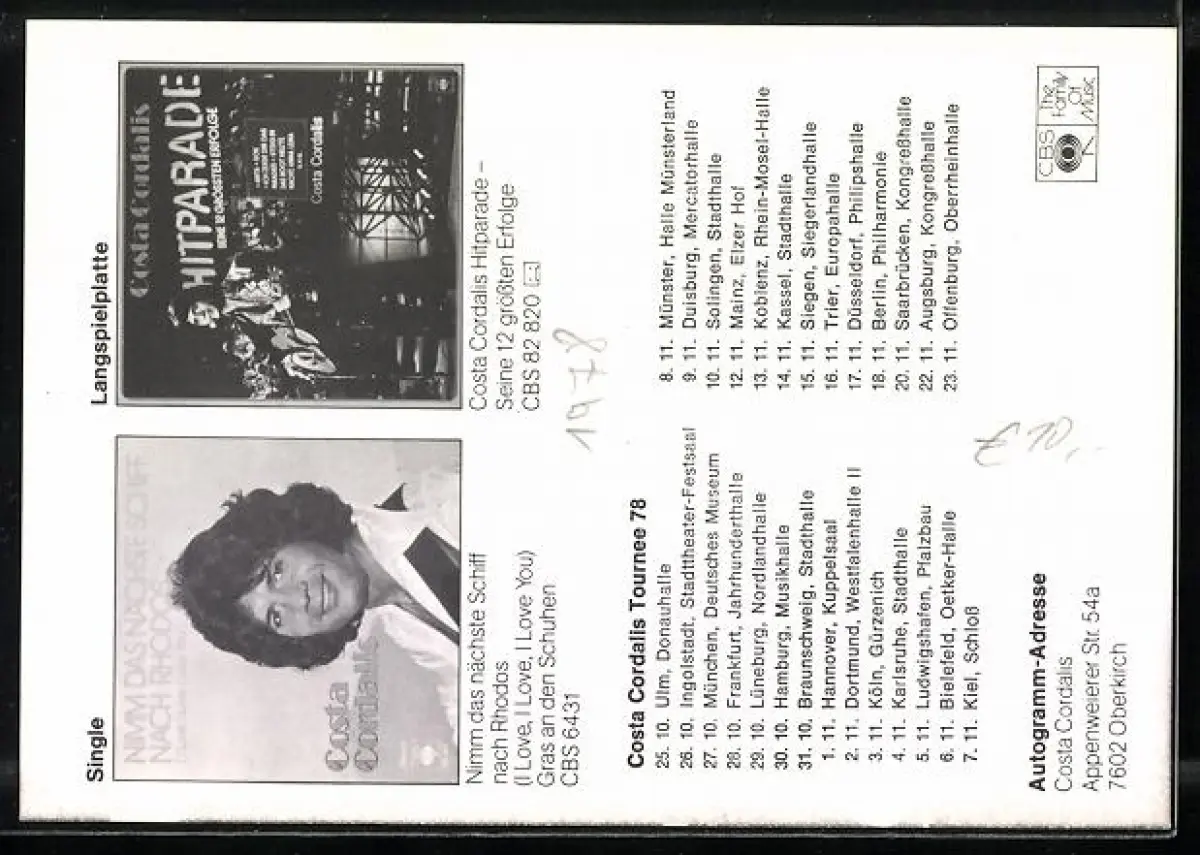 Single
NIMM DAS NÄCHSTE SCHIFF
NACH RHODOS
Costa
Cordalis
Nimm das nächste Schiff
nach Rhodos
(I Love, I Love, I Love You)
Gras an den Schuhen
CBS 6431
Langspielplatte
Costa Cordalis
HITPARADE
SEINE 12 GRÖSSTEN ERFOLGE
Costa Cordalis
Costa Cordalis Hitparade –
Seine 12 größten Erfolge
CBS 82 820
1978
Costa Cordalis Tournee 78
25. 10. Ulm, Donauhalle
26. 10. Ingolstadt, Stadttheater-Festsaal
27. 10. München, Deutsches Museum
28. 10. Frankfurt, Jahrhunderthalle
29. 10. Lüneburg, Nordlandhalle
30. 10. Hamburg, Musikhalle
31. 10. Braunschweig, Stadthalle
1. 11. Hannover, Kuppelsaal
2. 11. Dortmund, Westfalenhalle II
3. 11. Köln, Gürzenich
4. 11. Karlsruhe, Stadthalle
5. 11. Ludwigshafen, Pfalzbau
6. 11. Bielefeld, Oetker-Halle
7. 11. Kiel, Schloß
8. 11. Münster, Halle Münsterland
9. 11. Duisburg, Mercatorhalle
10. 11. Solingen, Stadthalle
12. 11. Mainz, Elzer Hof
13. 11. Koblenz, Rhein-Mosel-Halle
14. 11. Kassel, Stadthalle
15. 11. Siegen, Siegerlandhalle
16. 11. Trier, Europahalle
17. 11. Düsseldorf, Philipshalle
18. 11. Berlin, Philharmonie
20. 11. Saarbrücken, Kongreßhalle
22. 11. Augsburg, Kongreßhalle
23. 11. Offenburg, Oberrheinhalle
€ 10,-
Autogramm-Adresse
Costa Cordalis
Appenweierer Str. 54a
7602 Oberkirch
CBS
The
Family
Of
Music